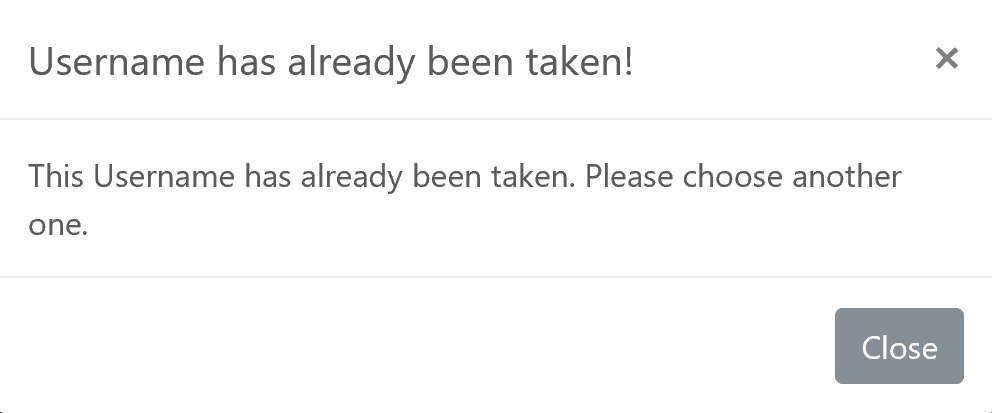 Username has already been taken!
This Username has already been taken. Please choose another
one.
Close